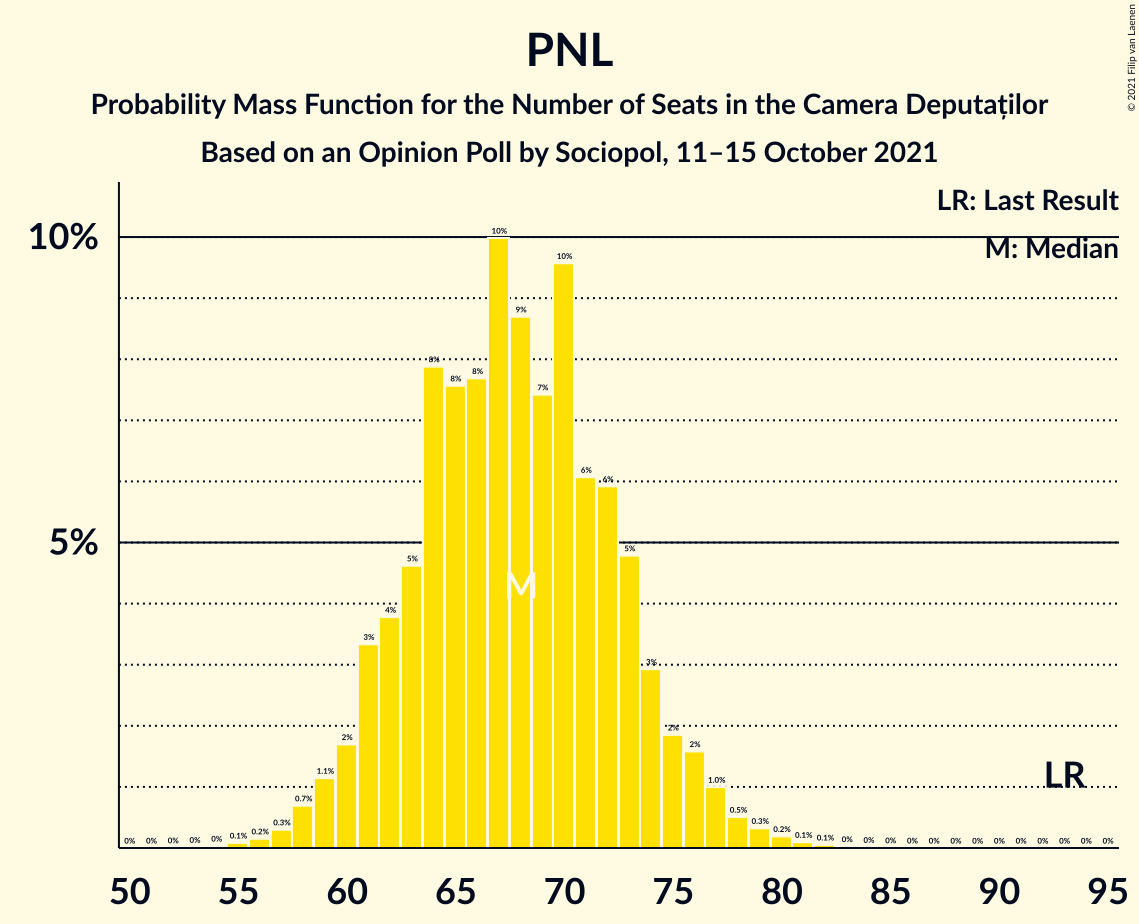 © 2021 Filip van Laenen
PNL
Probability Mass Function for the Number of Seats in the Camera Deputaților
Based on an Opinion Poll by Sociopol, 11–15 October 2021
LR: Last Result
M: Median
10%
5%
0% 0% 0% 0% 0% 0.1% 0.2% 0.3% 0.7% 1.1% 2% 3% 4% 5% 8% 8% 8% 10% 9% 7% 10% 6% 6% 5% 3% 2% 2% 1.0% 0.5% 0.3% 0.2% 0.1% 0.1% 0% 0% 0% 0% 0% 0% 0% 0% 0% 0% 0% 0% 0%
M
LR
50 55 60 65 70 75 80 85 90 95